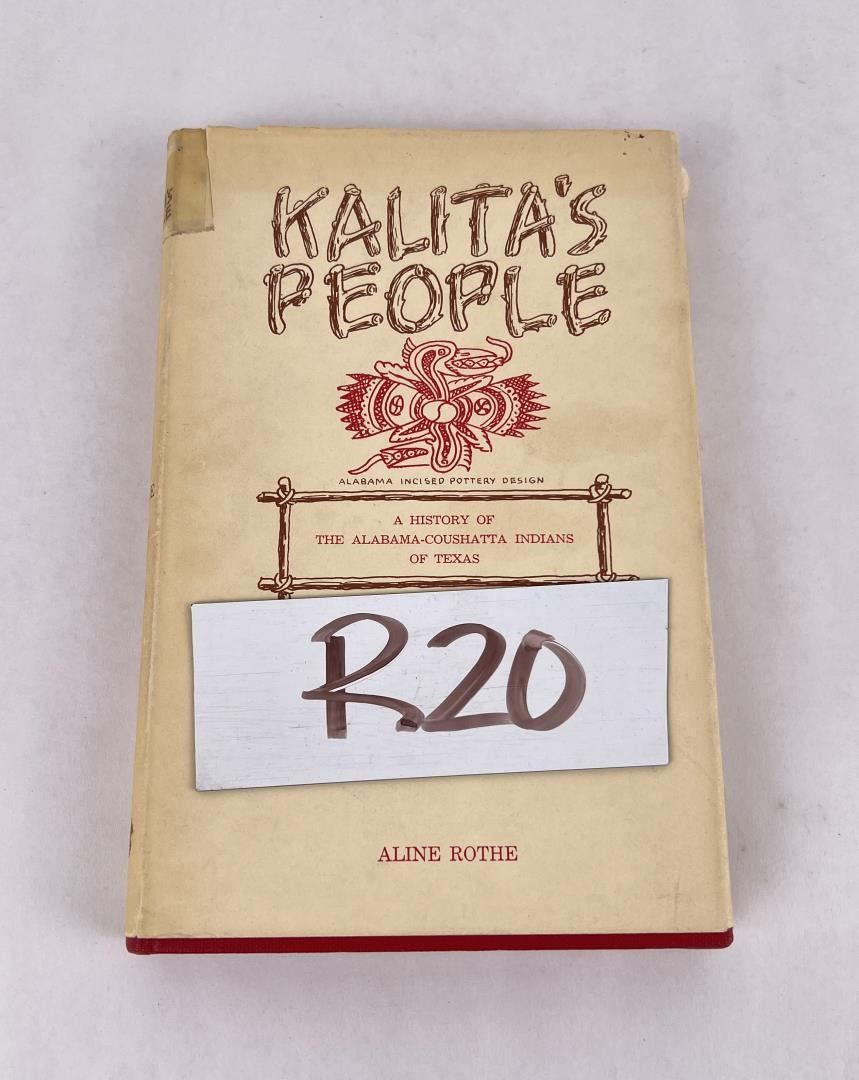 KALITA'S
PEOPLE
ALABAMA INCISED POTTERY DESIGN
A HISTORY OF
THE ALABAMA-COUSHATTA INDIANS
OF TEXAS
R20
ALINE ROTHE